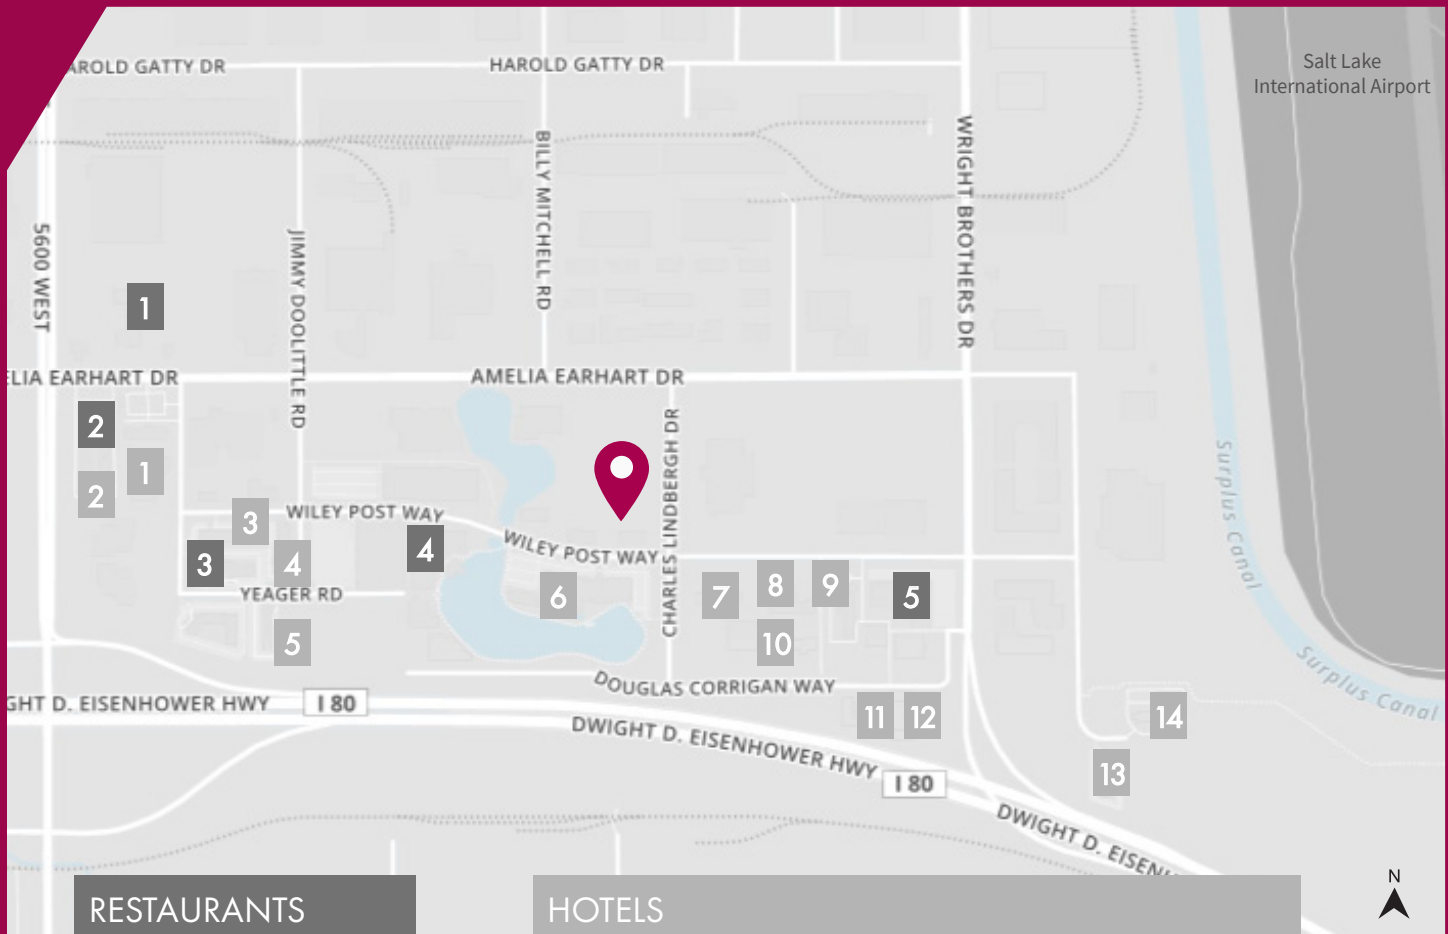 Salt Lake
International Airport
AROLD GATTY DR
HAROLD GATTY DR
BILLY MITCHELL RD
WRIGHT BROTHERS DR
5600 WEST
JIMMY DOOLITTLE RD
1
ELIA EARHART DR
AMELIA EARHART DR
2
1
2
CHARLES LINDBERGH DR
Surplus Canal
3
WILEY POST WAY
WILEY POST WAY
3
4
4
YEAGER RD
6
7
8
9
5
5
10
Surplus Canal
DOUGLAS CORRIGAN WAY
GHT D. EISENHOWER HWY
I 80
11
12
14
DWIGHT D. EISENHOWER HWY
I 80
13
DWIGHT D. EISENH
N
RESTAURANTS
HOTELS